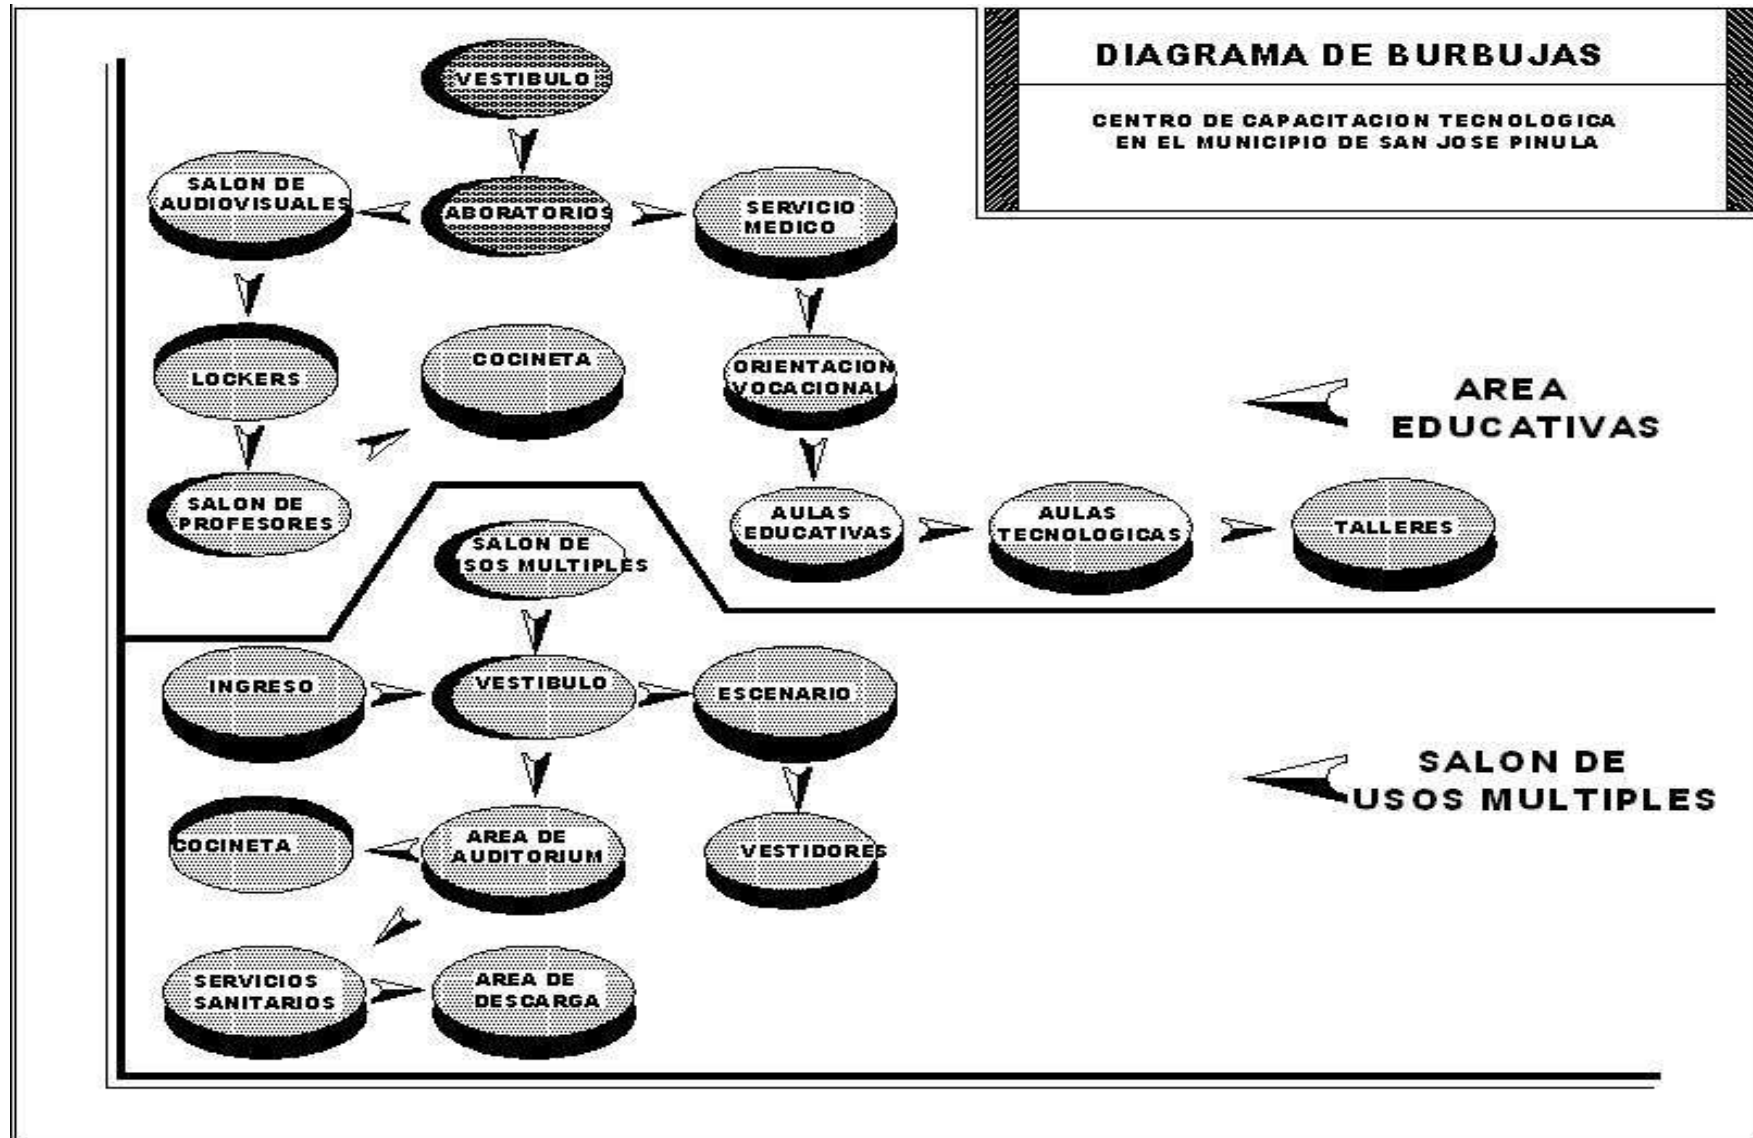 DIAGRAMA DE BURBUJAS
CENTRO DE CAPACITACION TECNOLOGICA
EN EL MUNICIPIO DE SAN JOSE PINULA
VESTIBULO
SALON DE
AUDIOVISUALES
ABORATORIOS
SERVICIO
MEDICO
LOCKERS
COCINETA
ORIENTACION
VOCACIONAL
AREA
EDUCATIVAS
SALON DE
PROFESORES
AULAS
EDUCATIVAS
AULAS
TECNOLOGICAS
TALLERES
SALON DE
USOS MULTIPLES
INGRESO
VESTIBULO
ESCENARIO
SALON DE
USOS MULTIPLES
COCINETA
AREA DE
AUDITORIUM
VESTIDORES
SERVICIOS
SANITARIOS
AREA DE
DESCARGA